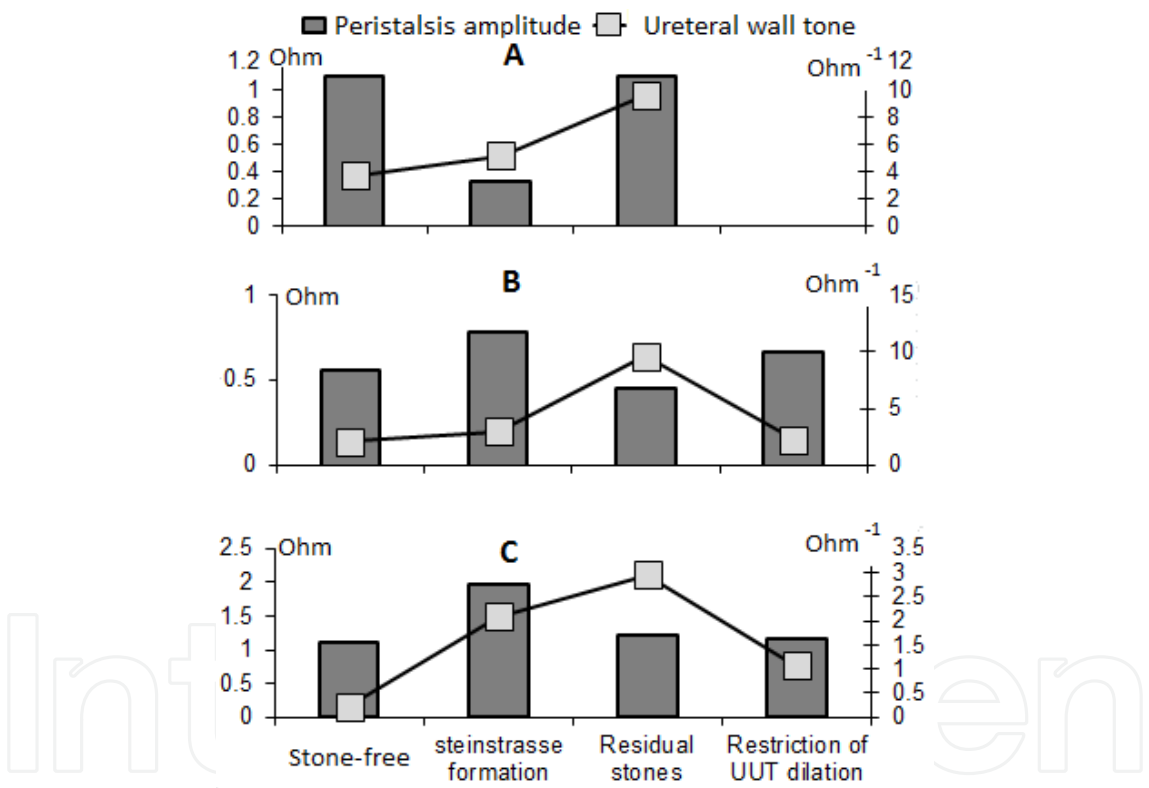 Peristalsis amplitude Ureteral wall tone
A
1.2 Ohm
Ohm -1 12
1 10
0.8 8
0.6 6
0.4 4
0.2 2
0 0
B
1 Ohm
Ohm -1 15
10
0.5
5
0 0
C
2.5 Ohm
Ohm -1 3.5
2 3
2.5
1.5 2
1 1.5
1
0.5 0.5
0 0
Stone-free steinstrasse formation Residual stones Restriction of UUT dilation